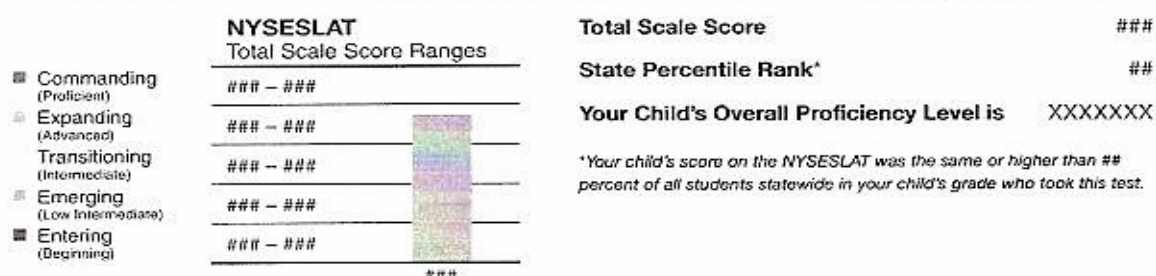 NYSESLAT
Total Scale Score Ranges
Commanding
(Proficient)
### – ###
Expanding
(Advanced)
### – ###
Transitioning
(Intermediate)
### – ###
Emerging
(Low Intermediate)
### – ###
Entering
(Beginning)
### – ###
###
Total Scale Score ###
State Percentile Rank* ##
Your Child's Overall Proficiency Level is XXXXXXX
*Your child's score on the NYSESLAT was the same or higher than ##
percent of all students statewide in your child's grade who took this test.